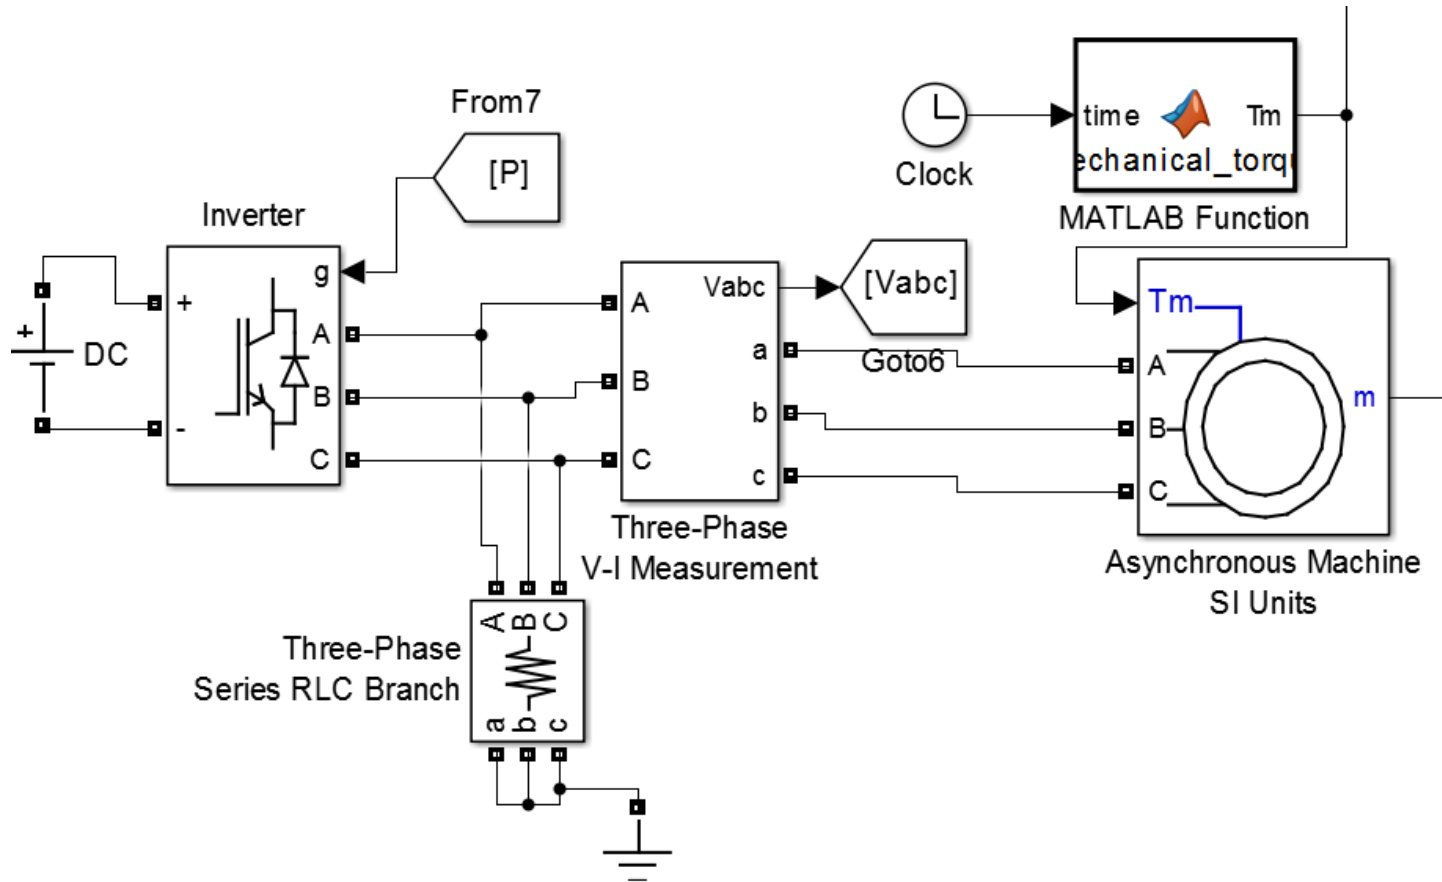 From7
[P]
Clock
time
Tm
echanical_torq
MATLAB Function
Inverter
g
+
A
B
C
-
+
DC
A
B
C
Vabc
a
b
c
Three-Phase
V-I Measurement
[Vabc]
Goto6
Tm
A
B
C
m
Asynchronous Machine
SI Units
Three-Phase
Series RLC Branch
A B C
a b c